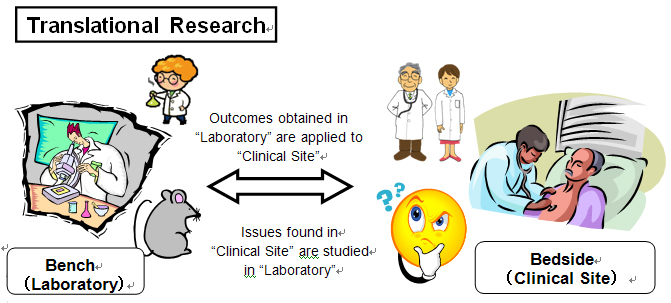 Translational Research
Outcomes obtained in
“Laboratory” are applied to
“Clinical Site”
? ? ?
Issues found in
“Clinical Site” are studied
in “Laboratory”
Bench
（Laboratory）
Bedside
（Clinical Site）